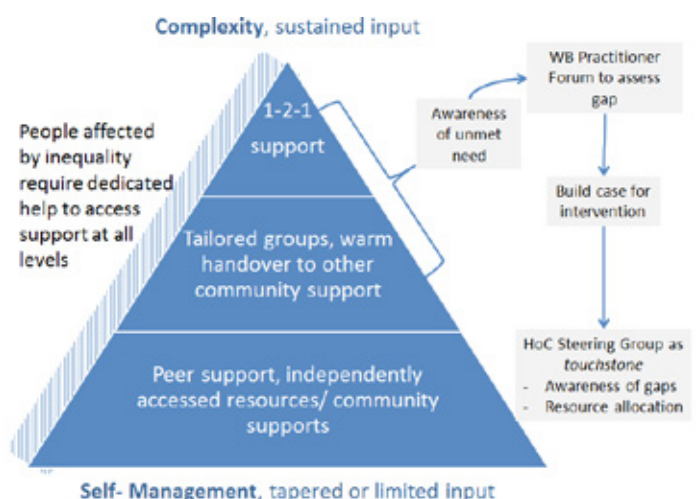 Complexity, sustained input
People affected
by inequality
require dedicated
help to access
support at all
levels
1-2-1
support
Tailored groups, warm
handover to other
community support
Peer support, independently
accessed resources/ community
supports
Self- Management, tapered or limited input
Awareness
of unmet
need
WB Practitioner
Forum to assess
gap
Build case for
intervention
HoC Steering Group as
touchstone
- Awareness of gaps
- Resource allocation